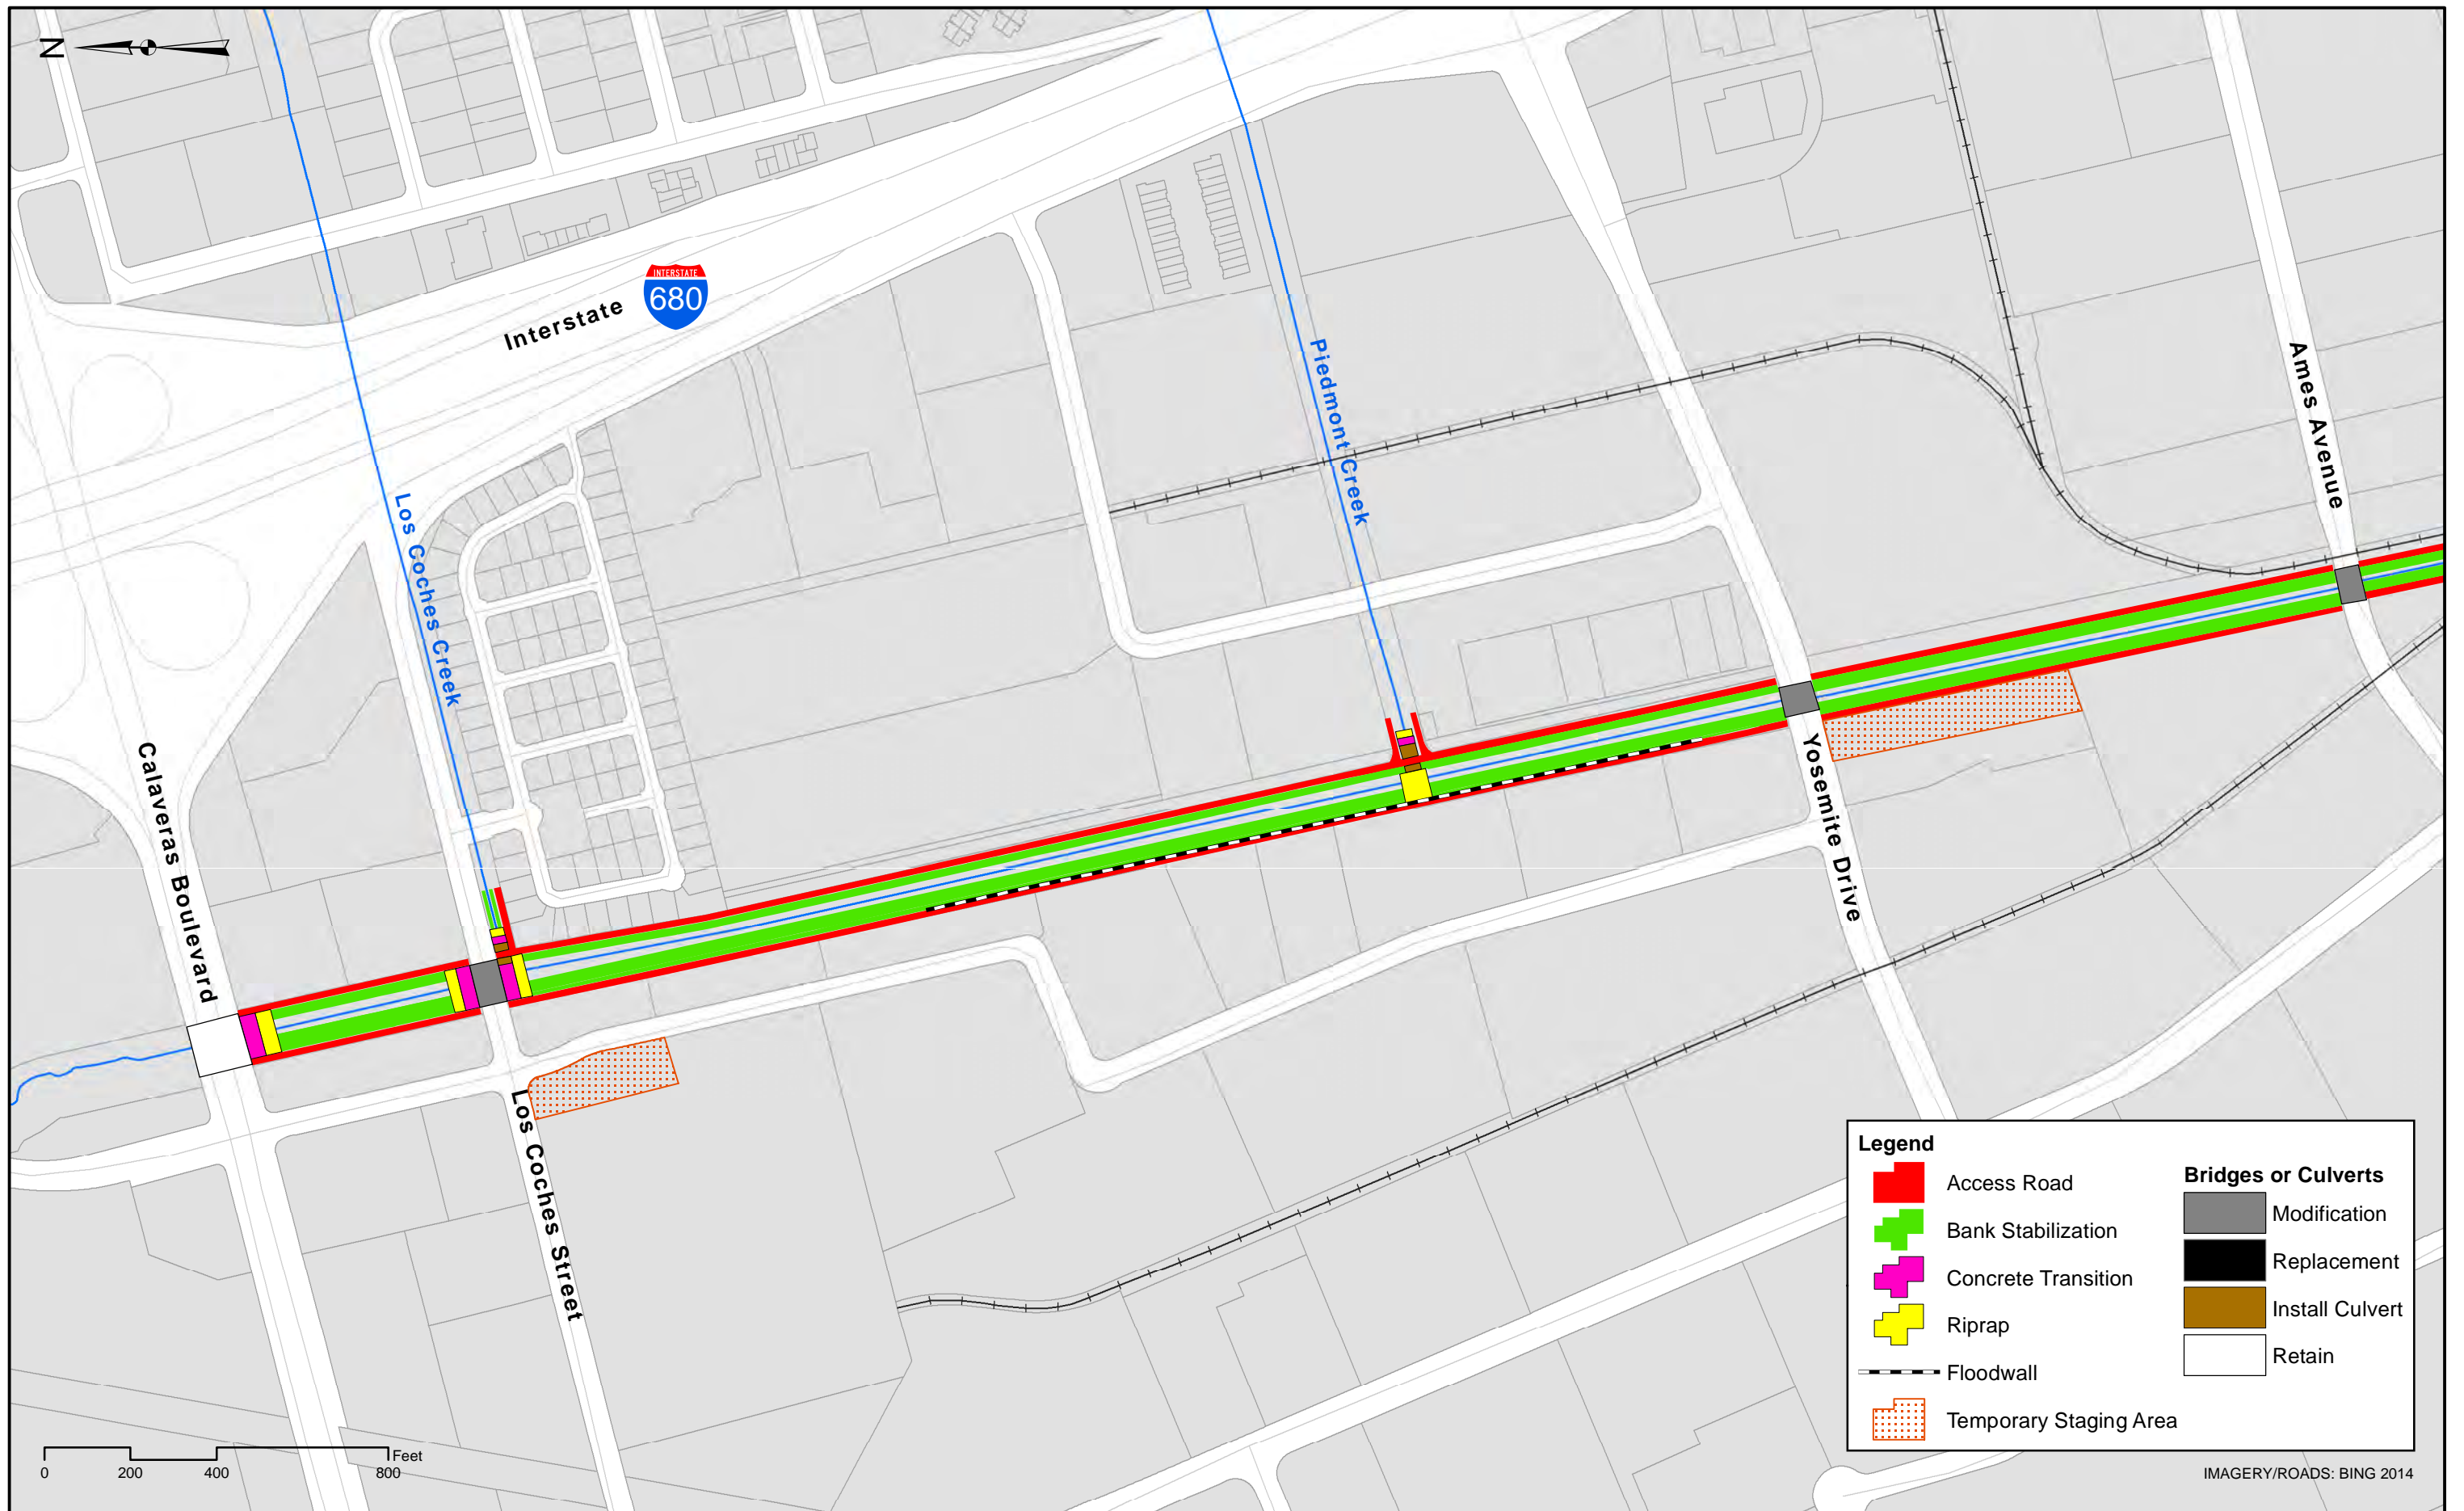 N
INTERSTATE
680
Interstate
Piedmont Creek
Ames Avenue
Los Coches Creek
Calaveras Boulevard
Yosemite Drive
Los Coches Street
Legend
Access Road
Bank Stabilization
Concrete Transition
Riprap
Floodwall
Temporary Staging Area
Bridges or Culverts
Modification
Replacement
Install Culvert
Retain
Feet
0 200 400 800
IMAGERY/ROADS: BING 2014